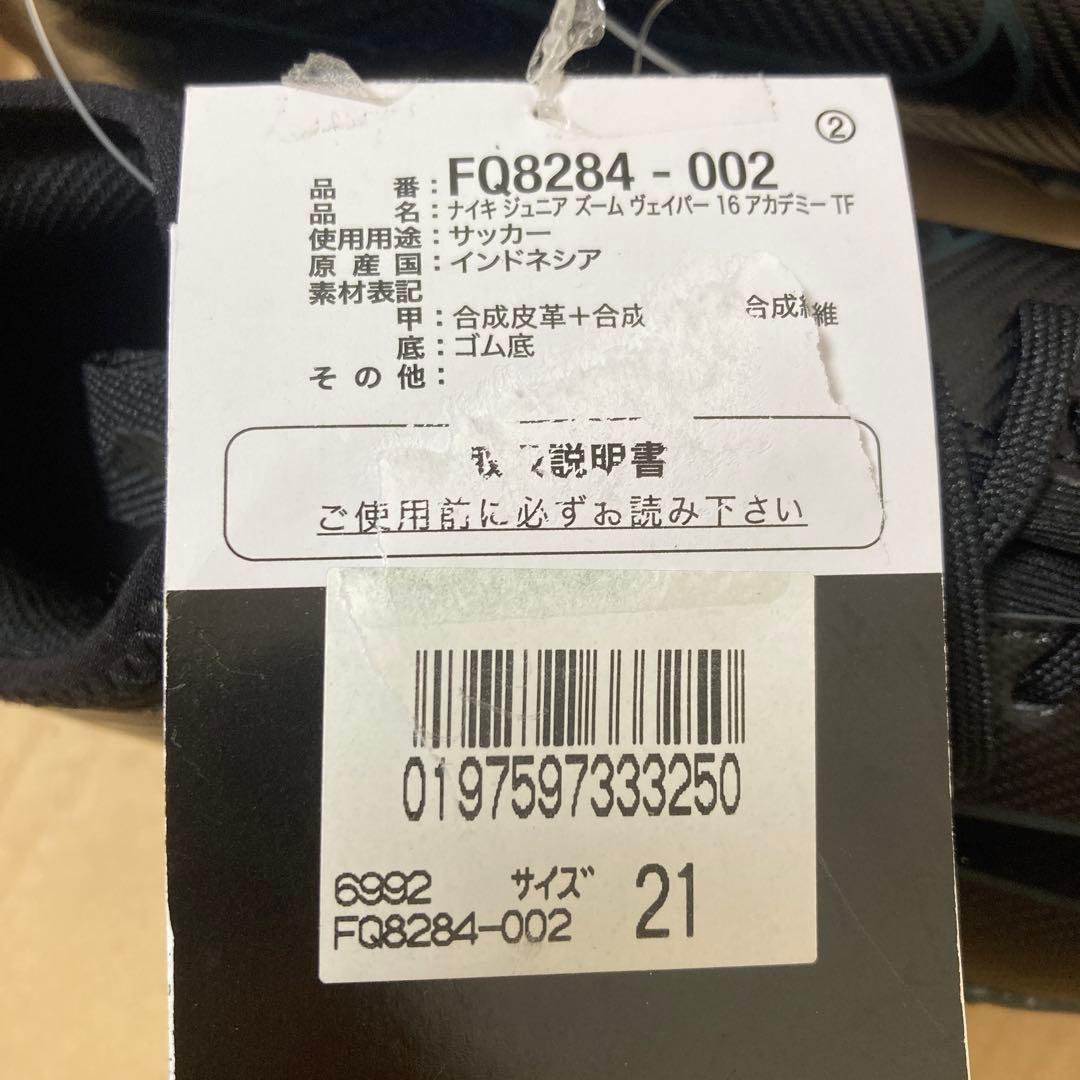 ②
品 番：FQ8284 - 002
品 名：ナイキ ジュニア ズーム ヴェイパー 16 アカデミー TF
使用用途：サッカー
原 産 国：インドネシア
素材表記
甲：合成皮革＋合成 合成繊維
底：ゴム底
そ の 他：
説明書
ご使用前に必ずお読み下さい
0197597333250
6992 サイズ 21
FQ8284-002